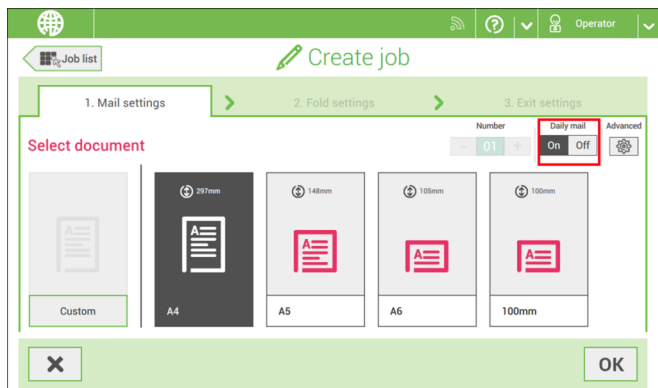 Operator
Job list
Create job
1. Mail settings
2. Fold settings
3. Exit settings
Select document
Number
Daily mail
Advanced
01
On Off
297mm
148mm
105mm
100mm
Custom
A4
A5
A6
100mm
OK